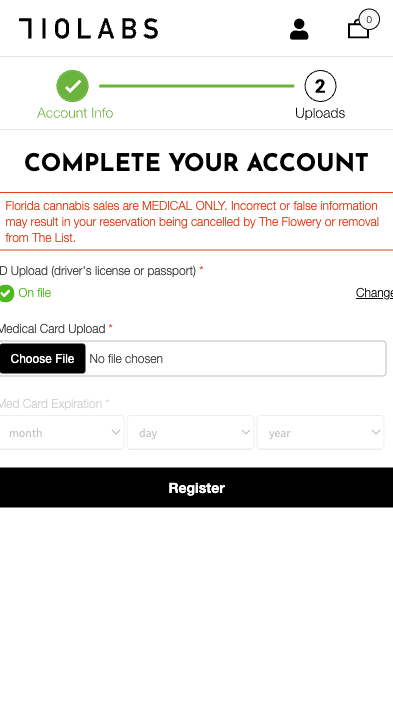 710LABS
0
2
Account Info
Uploads
COMPLETE YOUR ACCOUNT
Florida cannabis sales are MEDICAL ONLY. Incorrect or false information
may result in your reservation being cancelled by The Flowery or removal
from The List.
ID Upload (driver's license or passport) *
On file
Change
Medical Card Upload *
Choose File No file chosen
Med Card Expiration *
month day year
Register